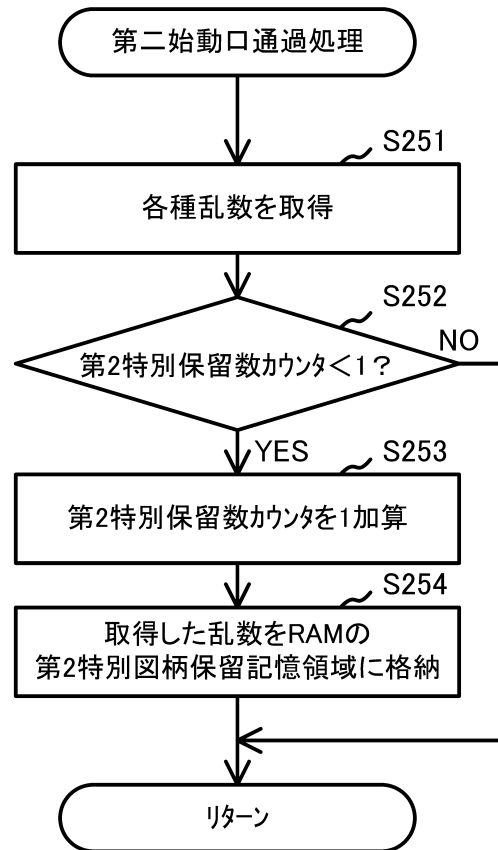 第二始動口通過処理
S251
各種乱数を取得
S252
第2特別保留数カウンタ<1?
NO
YES
S253
第2特別保留数カウンタを1加算
S254
取得した乱数をRAMの
第2特別図柄保留記憶領域に格納
リターン